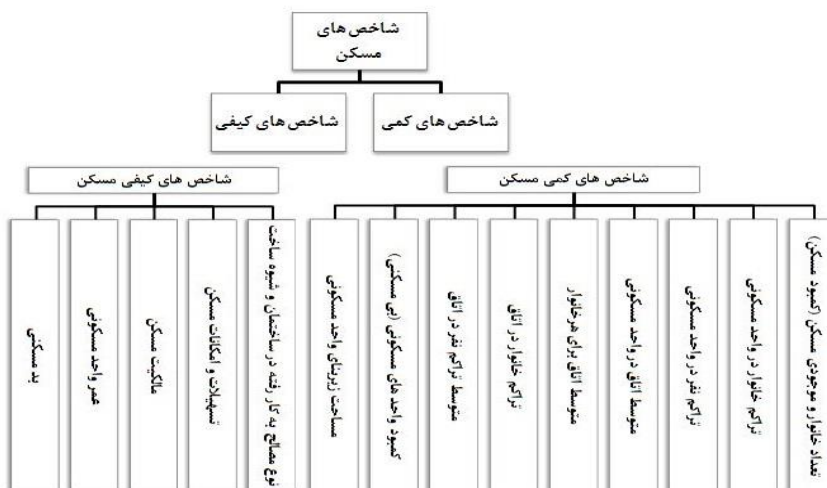 شاخص های
مسکن
شاخص های کمی
شاخص های کیفی
شاخص های کمی مسکن
شاخص های کیفی مسکن
تعداد خانوار و موجودی مسکن (کمبود مسکن)
تراکم خانوار در واحد مسکونی
تراکم نفر در واحد مسکونی
متوسط اتاق در واحد مسکونی
متوسط اتاق برای هر خانوار
تراکم خانوار در اتاق
متوسط تراکم نفر در اتاق
کمبود واحد های مسکونی (بی مسکنی)
مساحت زیربنای واحد مسکونی
نوع مصالح به کار رفته در ساختمان و شیوه ساخت
تسهیلات و امکانات مسکن
مالکیت مسکن
عمر واحد مسکونی
بد مسکنی